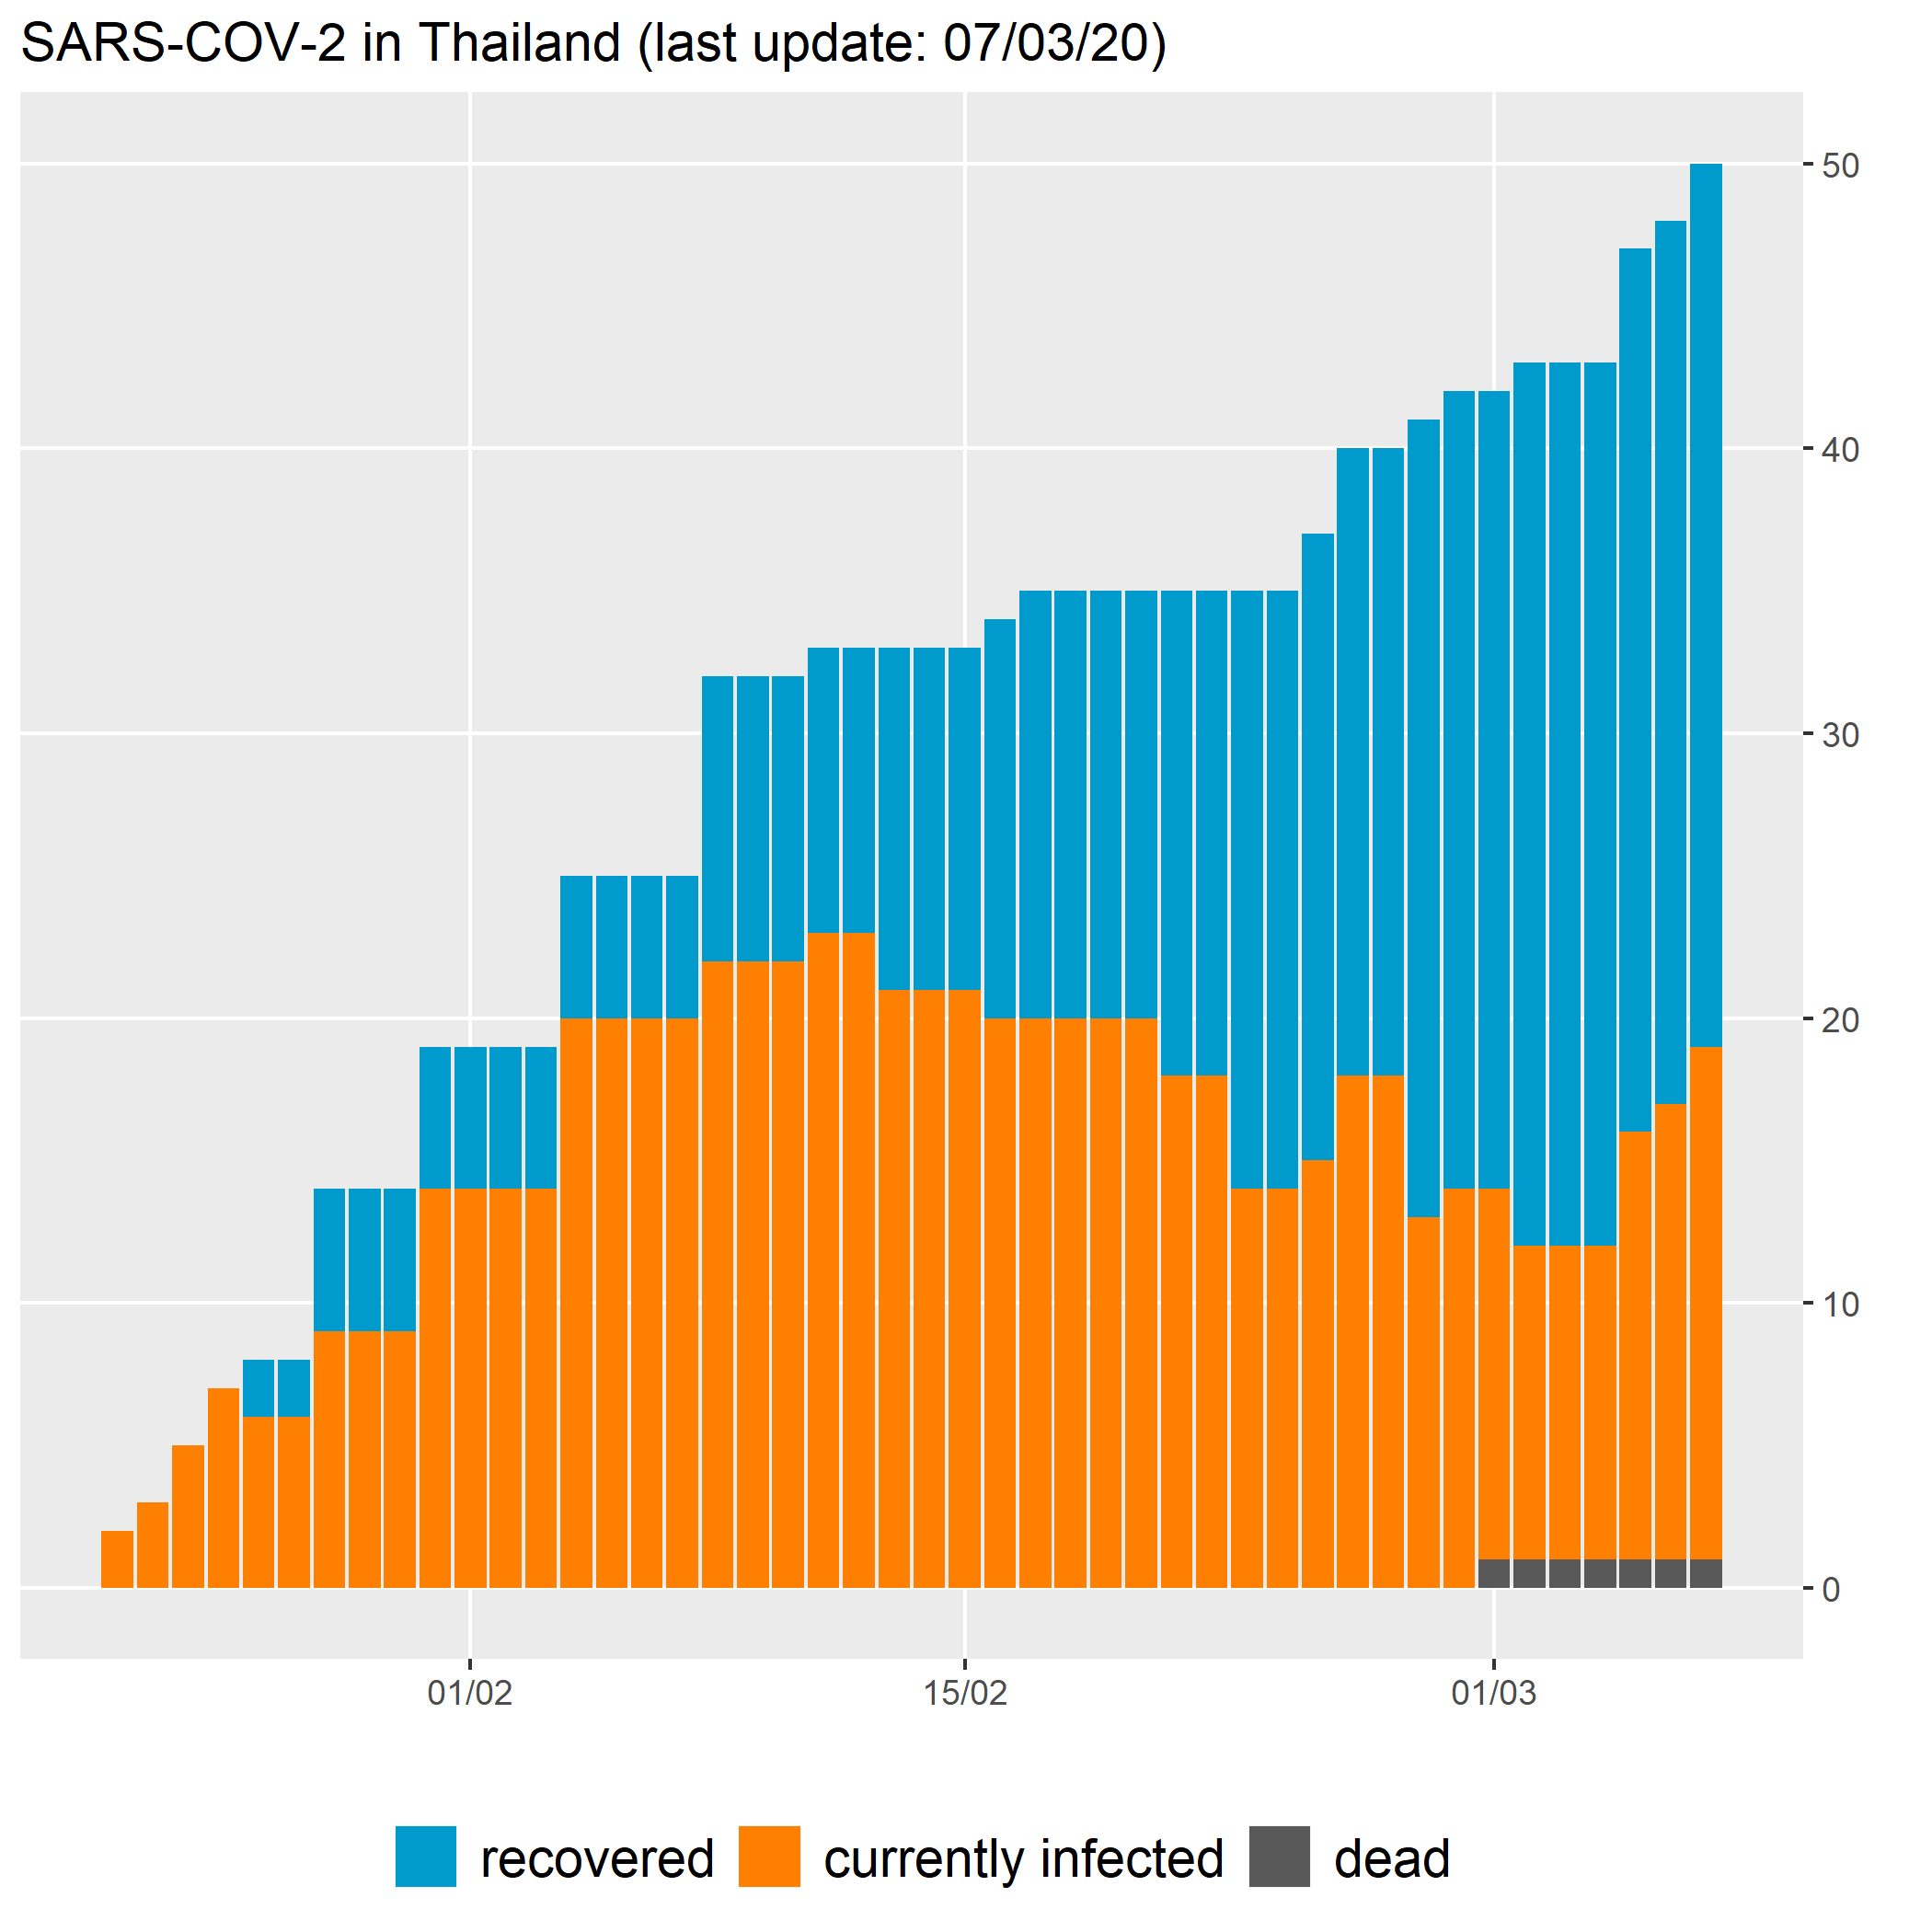 SARS-COV-2 in Thailand (last update: 07/03/20)
50
40
30
20
10
0
01/02 15/02 01/03
recovered currently infected dead